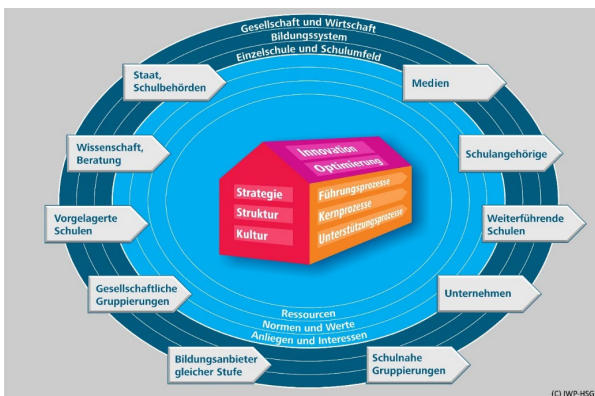 Gesellschaft und Wirtschaft
Bildungssystem
Einzelschule und Schulumfeld
Staat,
Schulbehörden
Medien
Wissenschaft,
Beratung
Schulangehörige
Vorgelagerte
Schulen
Weiterführende
Schulen
Gesellschaftliche
Gruppierungen
Unternehmen
Bildungsanbieter
gleicher Stufe
Schulnahe
Gruppierungen
Innovation
Optimierung
Strategie
Struktur
Kultur
Führungsprozesse
Kernprozesse
Unterstützungsprozesse
Ressourcen
Normen und Werte
Anliegen und Interessen
(C) IWP-HSG